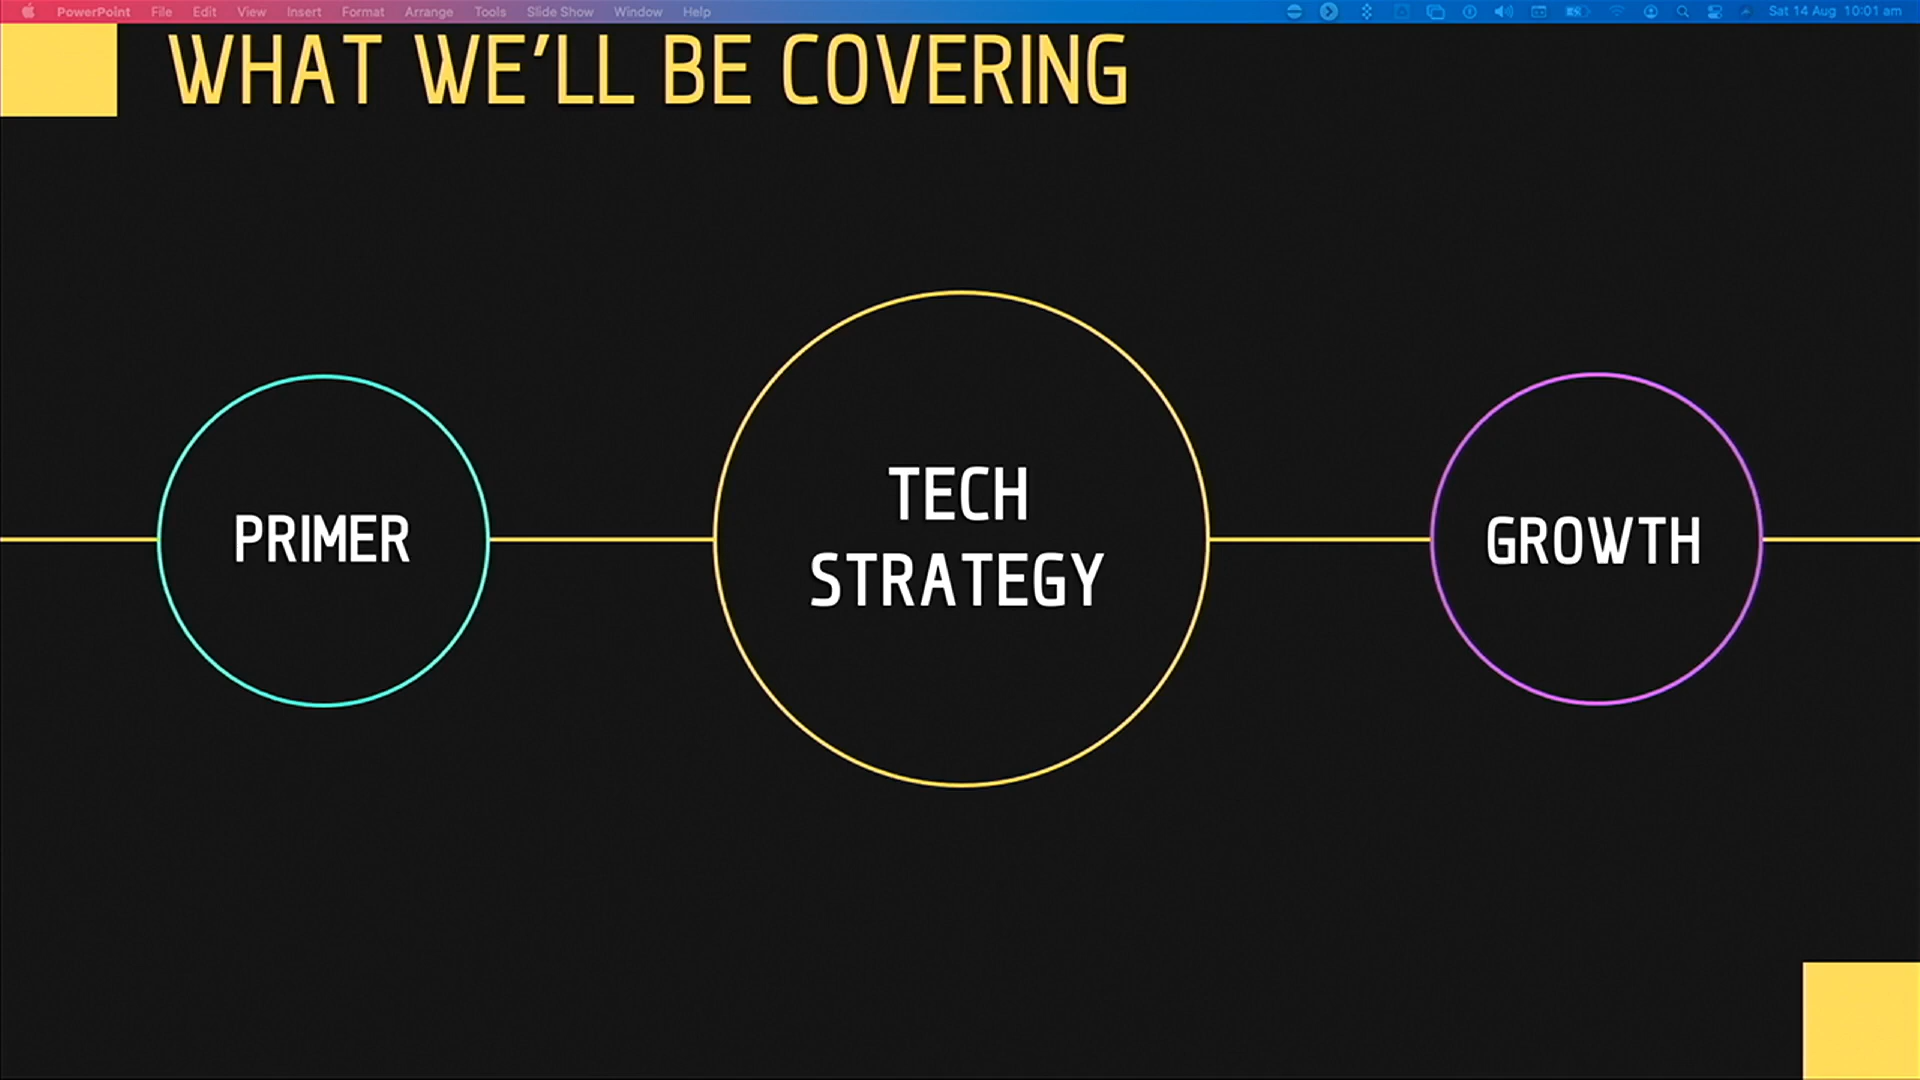 PowerPoint File Edit View Insert Format Arrange Tools Slide Show Window Help Sat 14 Aug 10:01 am
WHAT WE'LL BE COVERING
PRIMER
TECH
STRATEGY
GROWTH